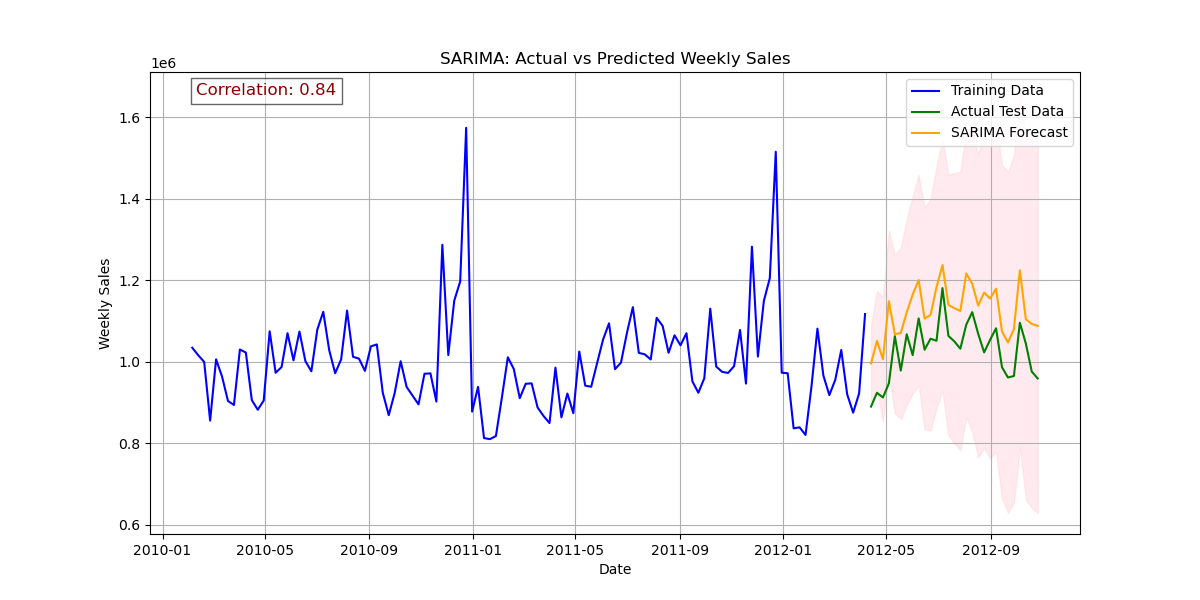 SARIMA: Actual vs Predicted Weekly Sales
1e6
Correlation: 0.84
Training Data
Actual Test Data
SARIMA Forecast
1.6
1.4
1.2
1.0
0.8
0.6
Weekly Sales
2010-01 2010-05 2010-09 2011-01 2011-05 2011-09 2012-01 2012-05 2012-09
Date